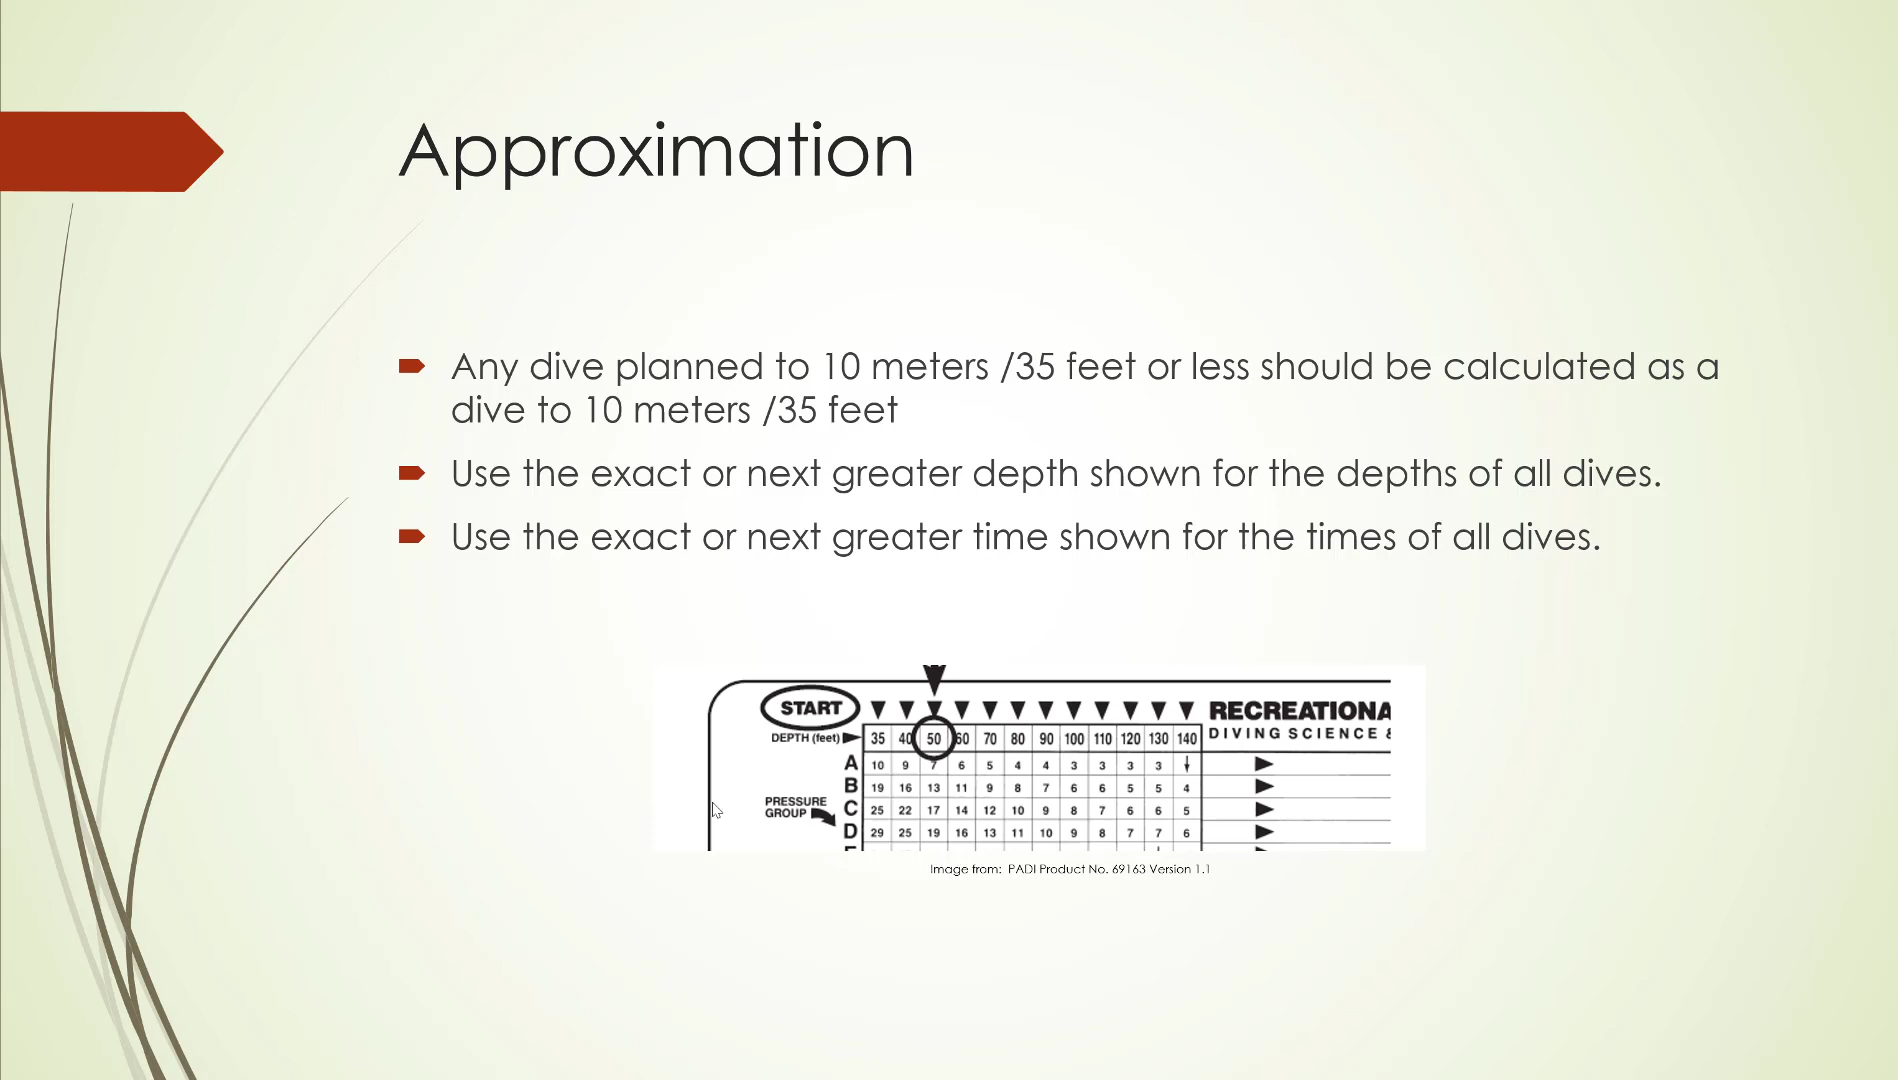 Approximation
Any dive planned to 10 meters /35 feet or less should be calculated as a
dive to 10 meters /35 feet
Use the exact or next greater depth shown for the depths of all dives.
Use the exact or next greater time shown for the times of all dives.
START RECREATIONA
DEPTH (feet) 35 40 50 60 70 80 90 100 110 120 130 140 DIVING SCIENCE &
A 10 9 7 6 5 4 4 3 3 3 3
B 19 16 13 11 9 8 7 6 6 5 5 4
PRESSURE
GROUP
C 25 22 17 14 12 10 9 8 7 6 6 5
D 29 25 19 16 13 11 10 9 8 7 7 6
Image from: PADI Product No. 69163 Version 1.1